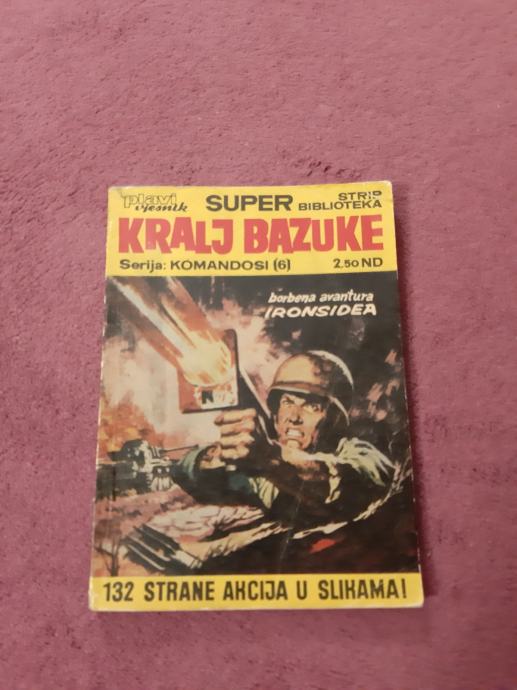 plavi vjesnik SUPER STRIP BIBLIOTEKA
KRALJ BAZUKE
Serija: KOMANDOSI (6) 2,50 ND
borbena avantura
IRONSIDEA
132 STRANE AKCIJA U SLIKAMA!